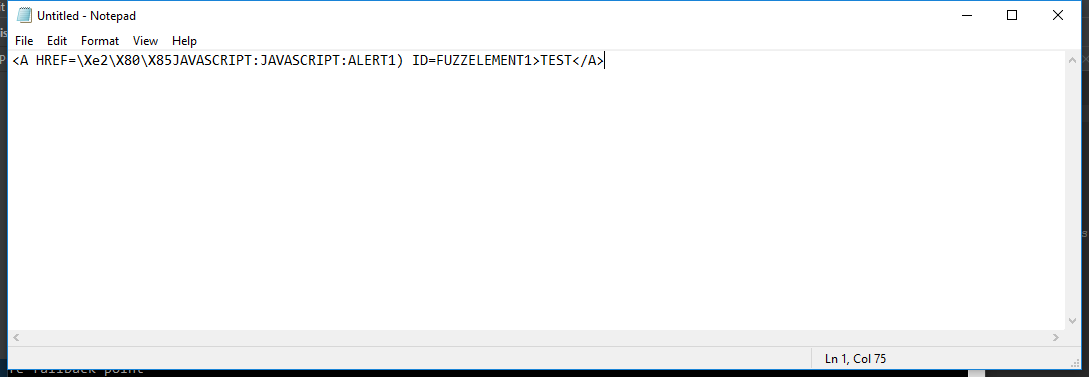 Untitled - Notepad
File Edit Format View Help
<A HREF=\Xe2\X80\X85JAVASCRIPT:JAVASCRIPT:ALERT1) ID=FUZZELEMENT1>TEST</A>
Ln 1, Col 75
fallback point